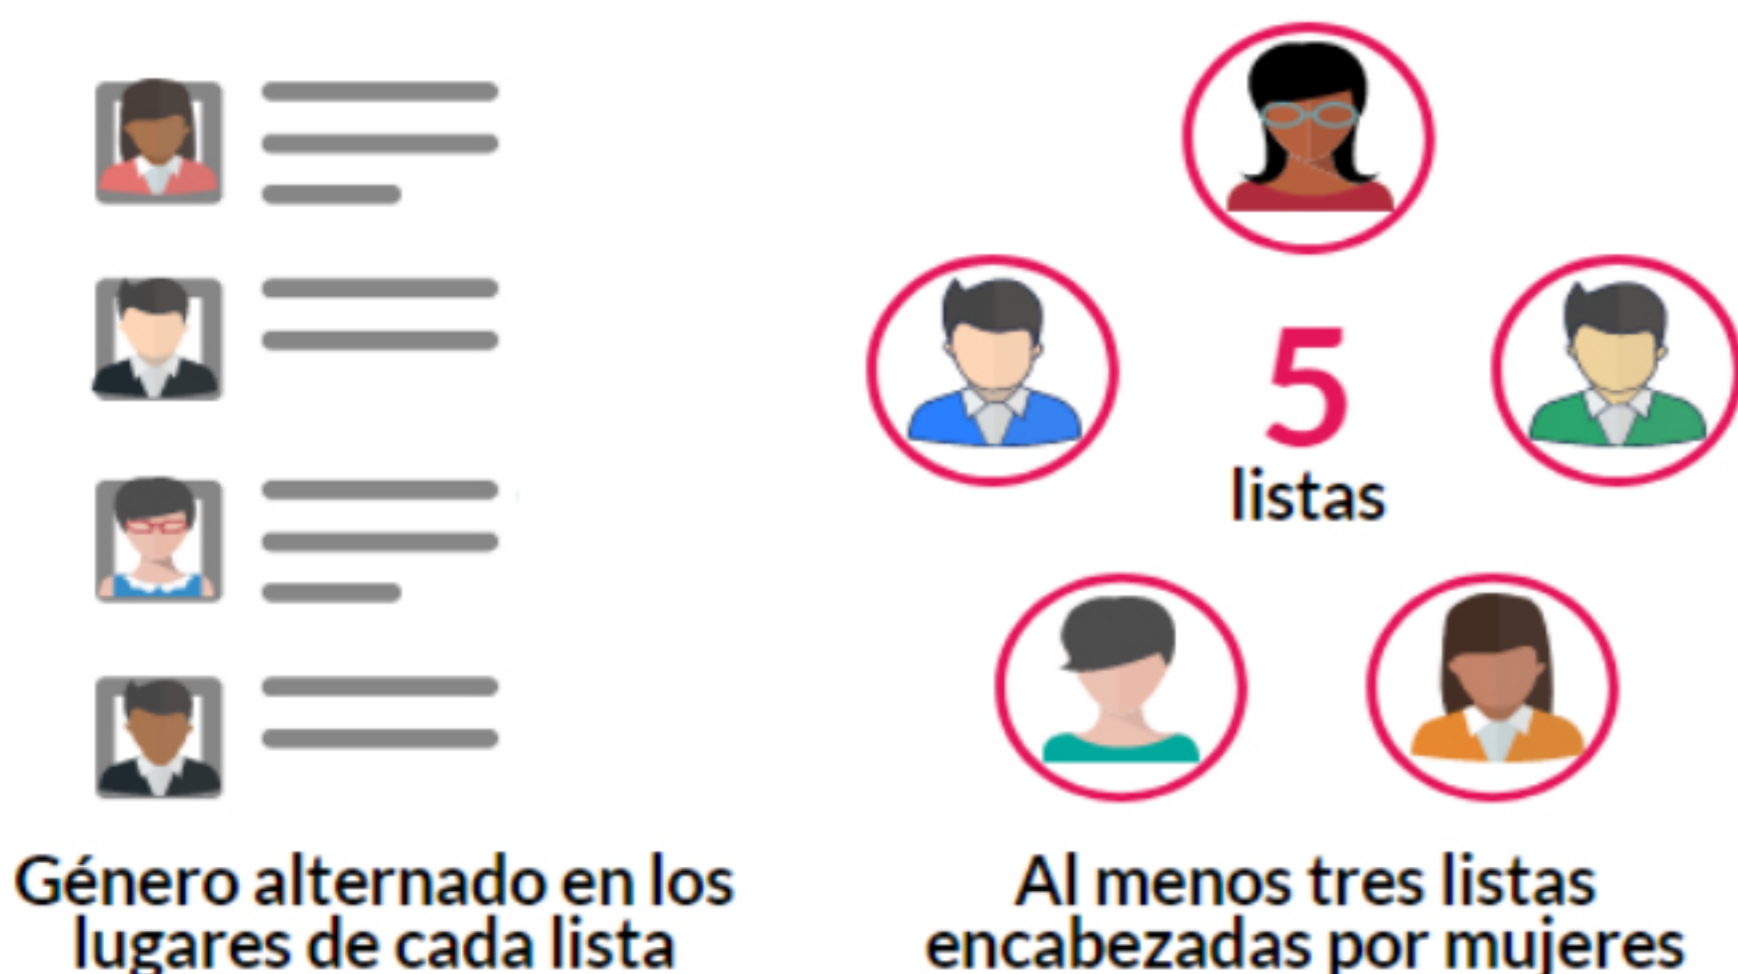 Género alternado en los
lugares de cada lista
5
listas
Al menos tres listas
encabezadas por mujeres